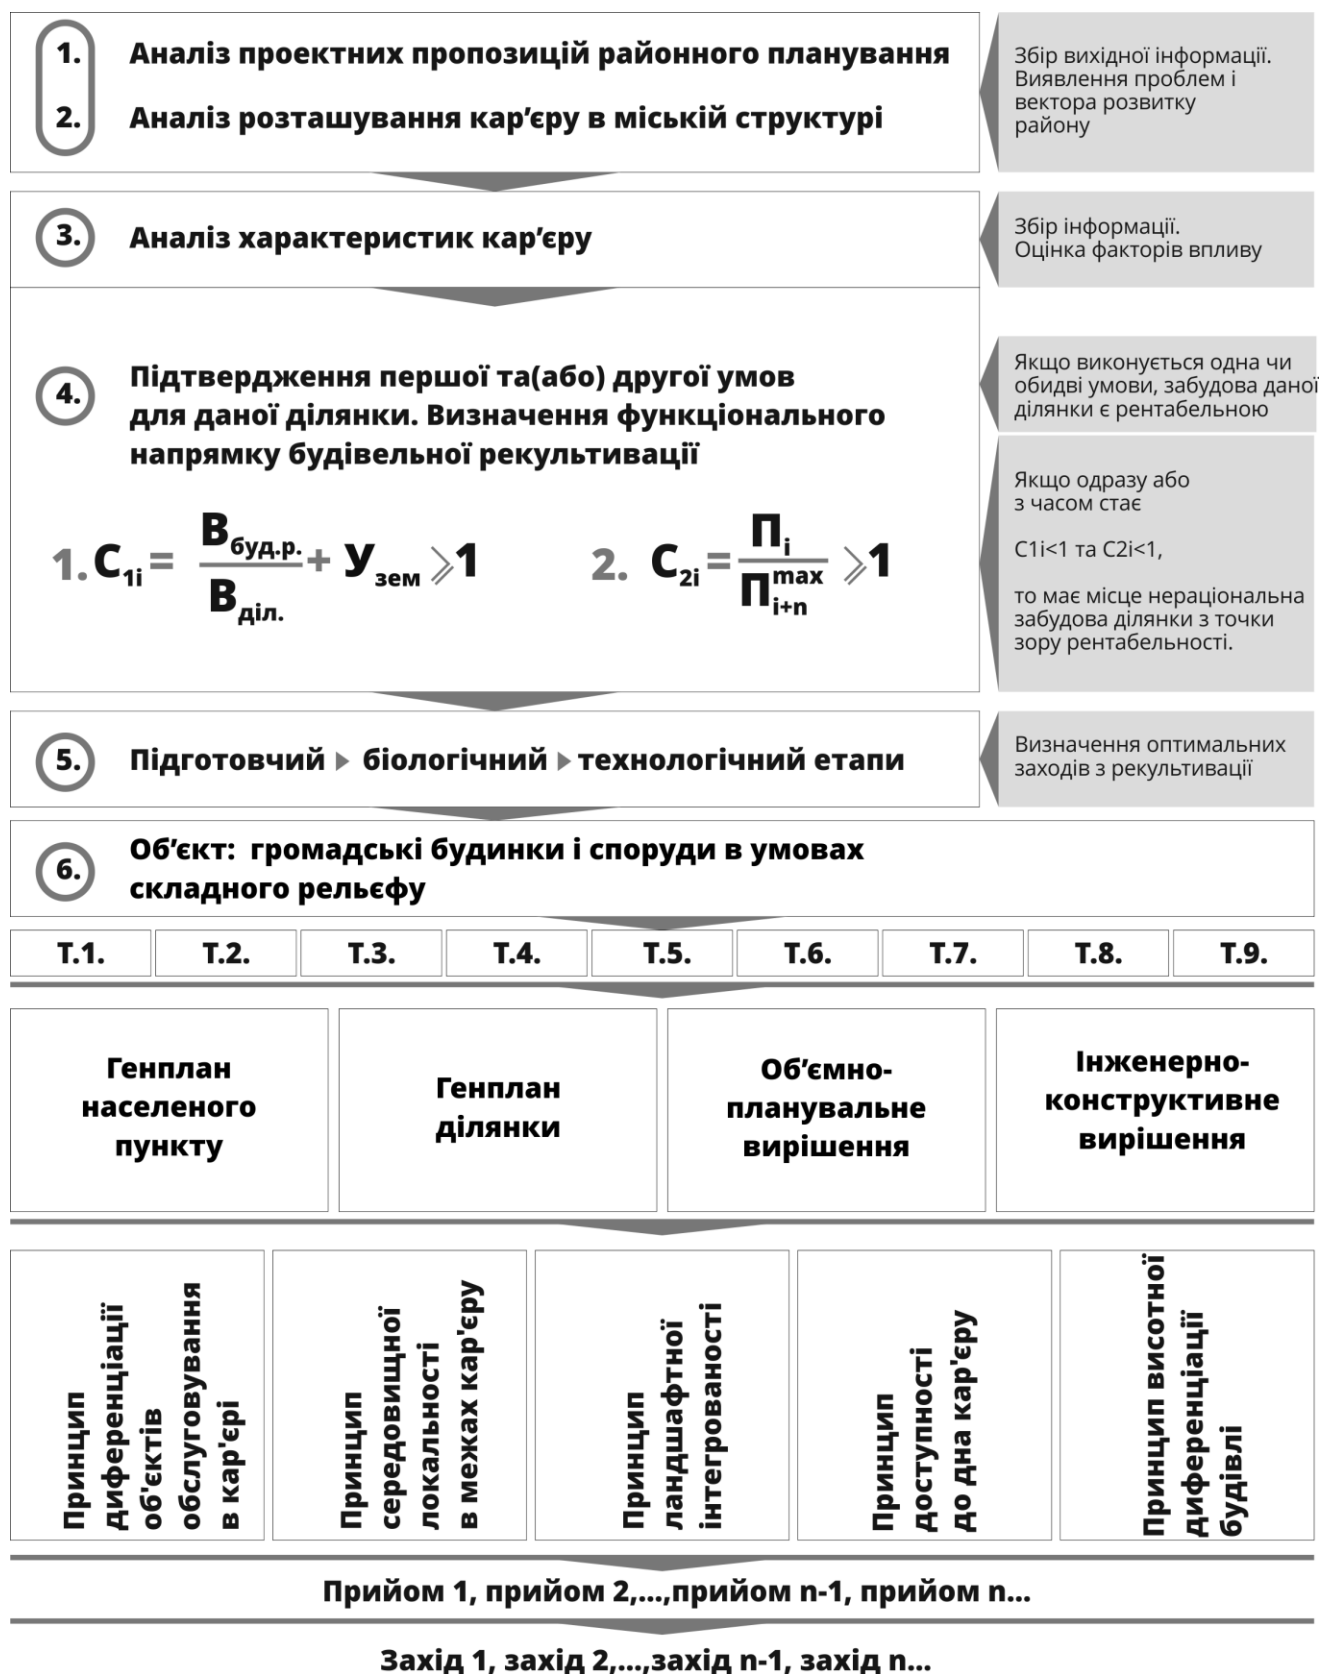 1. Аналіз проектних пропозицій районного планування
2. Аналіз розташування кар’єру в міській структурі
Збір вихідної інформації.
Виявлення проблем і
вектора розвитку
району
3. Аналіз характеристик кар’єру
Збір інформації.
Оцінка факторів впливу
4. Підтвердження першої та(або) другої умов
для даної ділянки. Визначення функціонального
напрямку будівельної рекультивації
Якщо виконується одна чи
обидві умови, забудова даної
ділянки є рентабельною
1. C1i = Вбуд.р. / Вділ. + Узем ⩾ 1
2. C2i = Пi / Пi+n max ⩾ 1
Якщо одразу або
з часом стає
C1i<1 та C2i<1,
то має місце нераціональна
забудова ділянки з точки
зору рентабельності.
5. Підготовчий ▸ біологічний ▸ технологічний етапи
Визначення оптимальних
заходів з рекультивації
6. Об’єкт: громадські будинки і споруди в умовах
складного рельєфу
Т.1. Т.2. Т.3. Т.4. Т.5. Т.6. Т.7. Т.8. Т.9.
Генплан
населеного
пункту
Генплан
ділянки
Об’ємно-
планувальне
вирішення
Інженерно-
конструктивне
вирішення
Принцип
диференціації
об'єктів
обслуговування
в кар'єрі
Принцип
середовищної
локальності
в межах кар'єру
Принцип
ландшафтної
інтегрованості
Принцип
доступності
до дна кар'єру
Принцип висотної
диференціації
будівлі
Прийом 1, прийом 2,...,прийом n-1, прийом n...
Захід 1, захід 2,...,захід n-1, захід n...